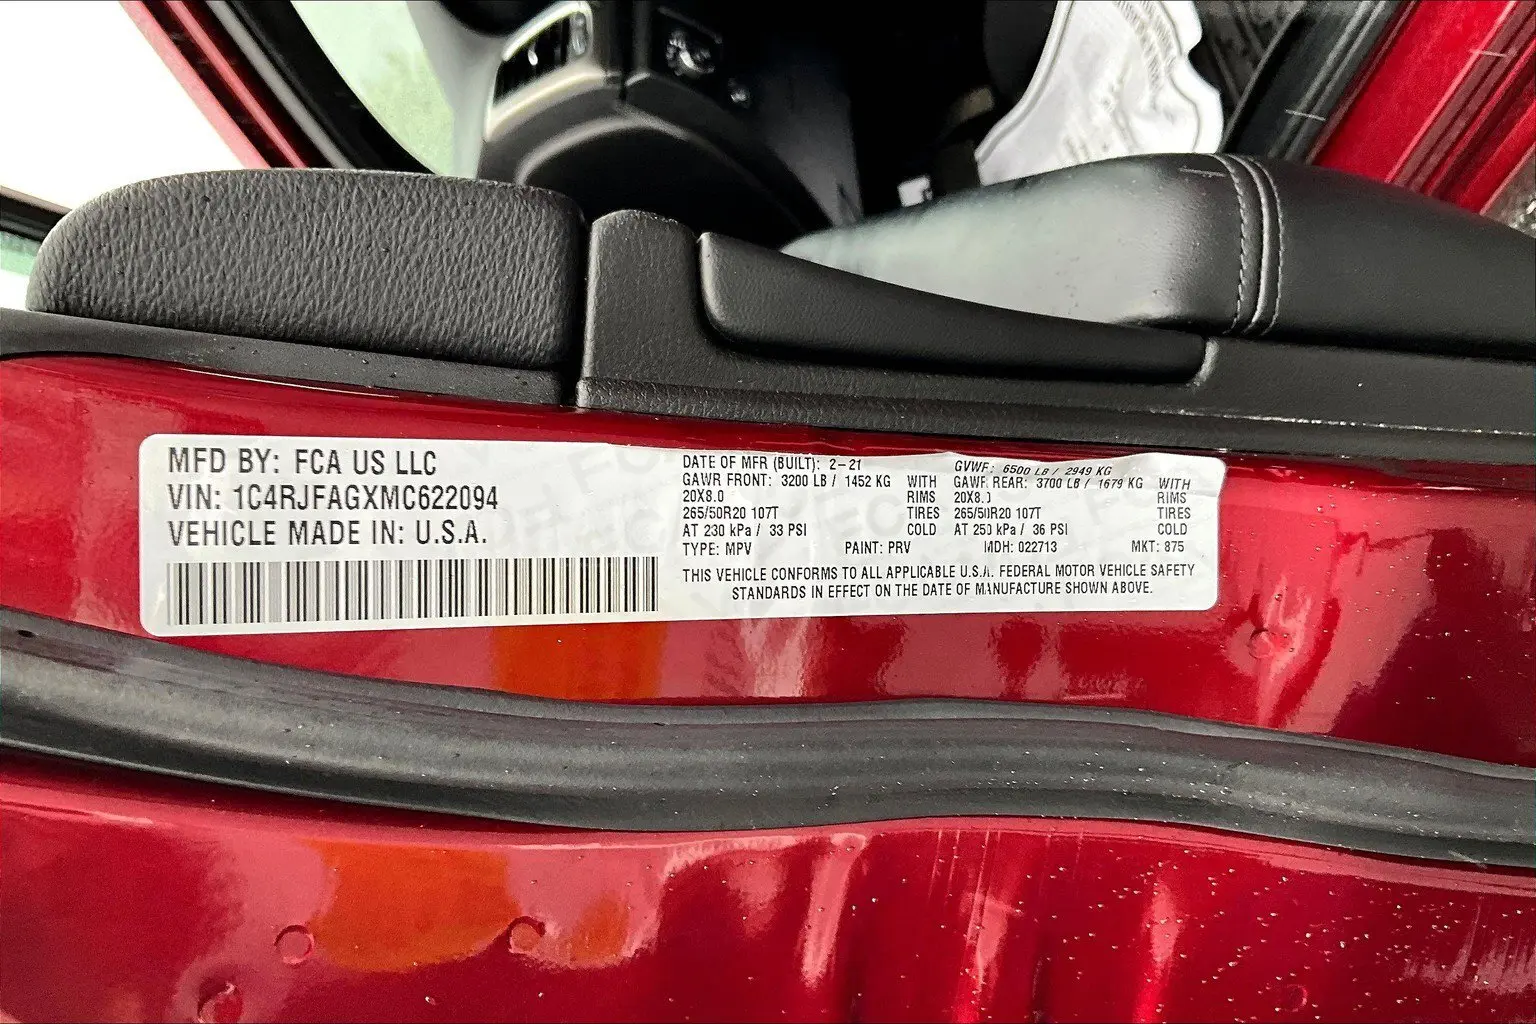 MFD BY: FCA US LLC
VIN: 1C4RJFAGXMC622094
VEHICLE MADE IN: U.S.A.
DATE OF MFR (BUILT): 2-21 GVWF: 6500 LB / 2949 KG
GAWR FRONT: 3200 LB / 1452 KG WITH GAWR REAR: 3700 LB / 1679 KG WITH
20X8.0 RIMS 20X8.0 RIMS
265/50R20 107T TIRES 265/50R20 107T TIRES
AT 230 kPa / 33 PSI COLD AT 250 kPa / 36 PSI COLD
TYPE: MPV PAINT: PRV MDH: 022713 MKT: 875
THIS VEHICLE CONFORMS TO ALL APPLICABLE U.S.A. FEDERAL MOTOR VEHICLE SAFETY
STANDARDS IN EFFECT ON THE DATE OF MANUFACTURE SHOWN ABOVE.